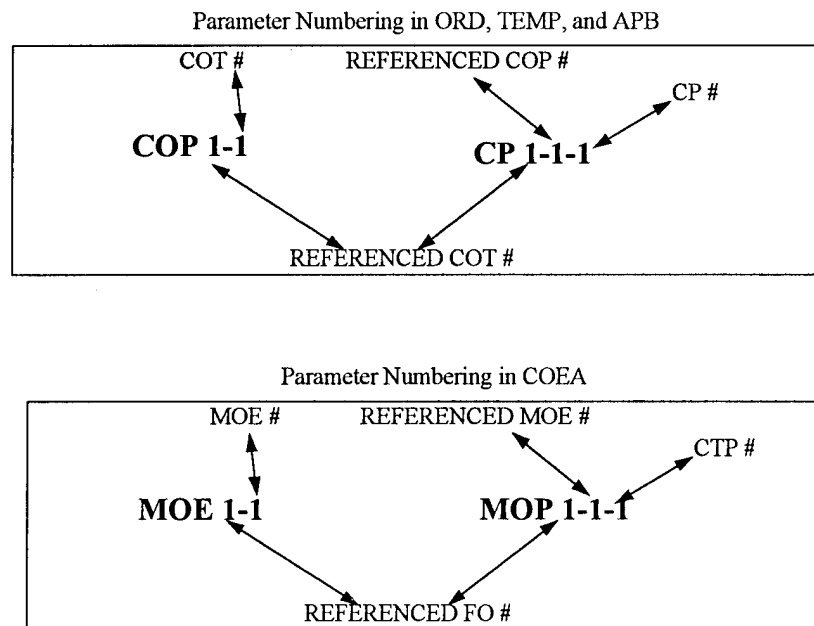 Parameter Numbering in ORD, TEMP, and APB
COT # REFERENCED COP #
CP #
COP 1-1 CP 1-1-1
REFERENCED COT #
Parameter Numbering in COEA
MOE # REFERENCED MOE #
CTP #
MOE 1-1 MOP 1-1-1
REFERENCED FO #